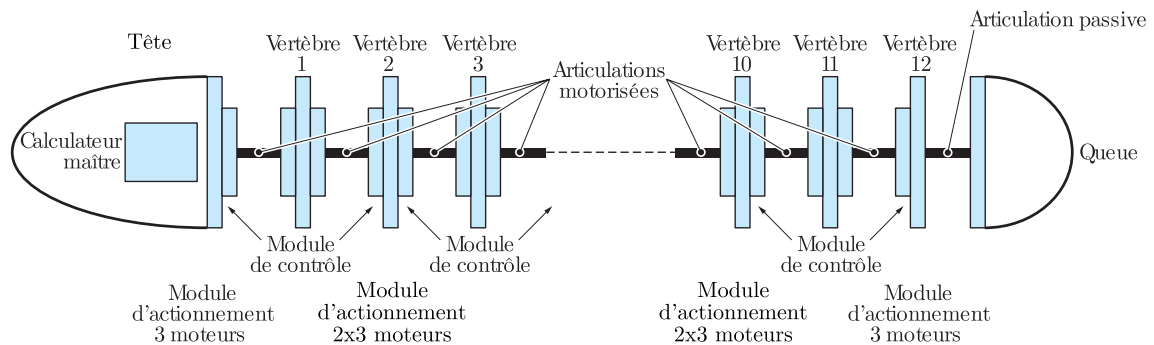 Articulation passive
Tête
Vertèbre
1
Vertèbre
2
Vertèbre
3
Vertèbre
10
Vertèbre
11
Vertèbre
12
Articulations
motorisées
Calculateur
maître
Queue
Module
de contrôle
Module
de contrôle
Module
de contrôle
Module
d'actionnement
3 moteurs
Module
d'actionnement
2x3 moteurs
Module
d'actionnement
2x3 moteurs
Module
d'actionnement
3 moteurs